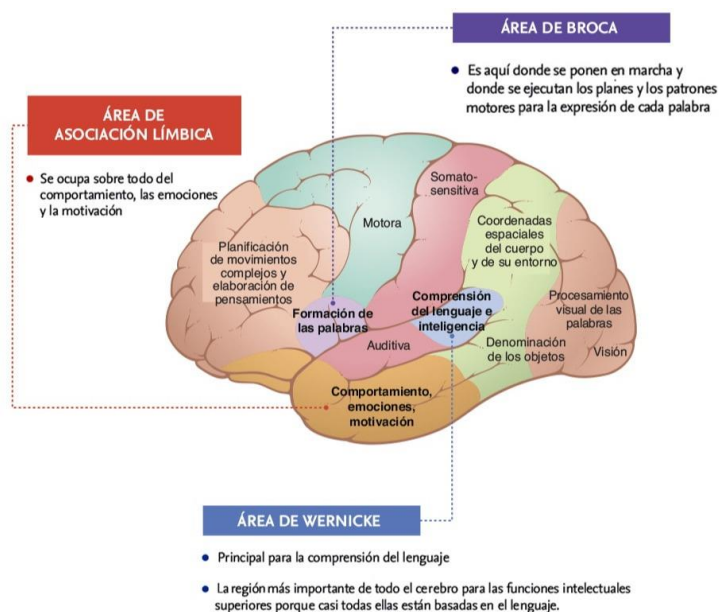 ÁREA DE BROCA
• Es aquí donde se ponen en marcha y
donde se ejecutan los planes y los patrones
motores para la expresión de cada palabra
ÁREA DE
ASOCIACIÓN LÍMBICA
• Se ocupa sobre todo del
comportamiento, las emociones
y la motivación
Somato-
sensitiva
Motora
Coordenadas
espaciales
del cuerpo
y de su entorno
Planificación
de movimientos
complejos y
elaboración de
pensamientos
Formación de
las palabras
Comprensión
del lenguaje e
inteligencia
Procesamiento
visual de las
palabras
Auditiva
Denominación
de los objetos
Visión
Comportamiento,
emociones,
motivación
ÁREA DE WERNICKE
• Principal para la comprensión del lenguaje
• La región más importante de todo el cerebro para las funciones intelectuales
superiores porque casi todas ellas están basadas en el lenguaje.